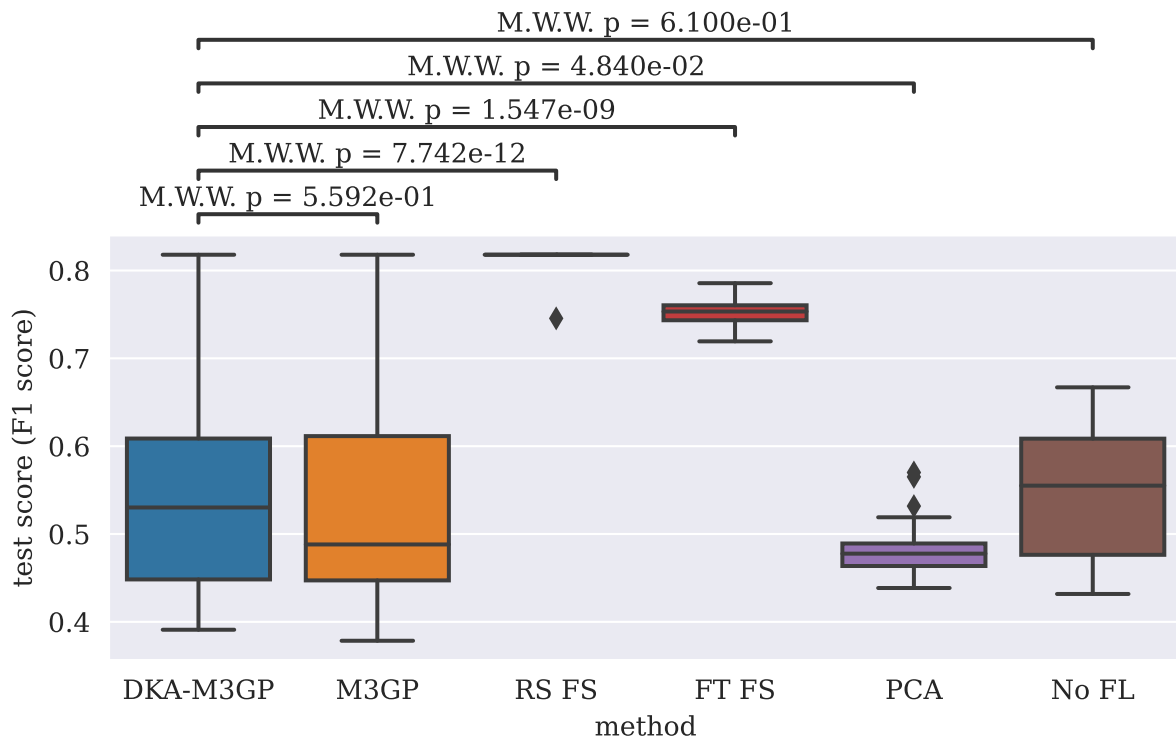 M.W.W. p = 6.100e-01
M.W.W. p = 4.840e-02
M.W.W. p = 1.547e-09
M.W.W. p = 7.742e-12
M.W.W. p = 5.592e-01
0.8
0.7
0.6
0.5
0.4
test score (F1 score)
DKA-M3GP M3GP RS FS FT FS PCA No FL
method